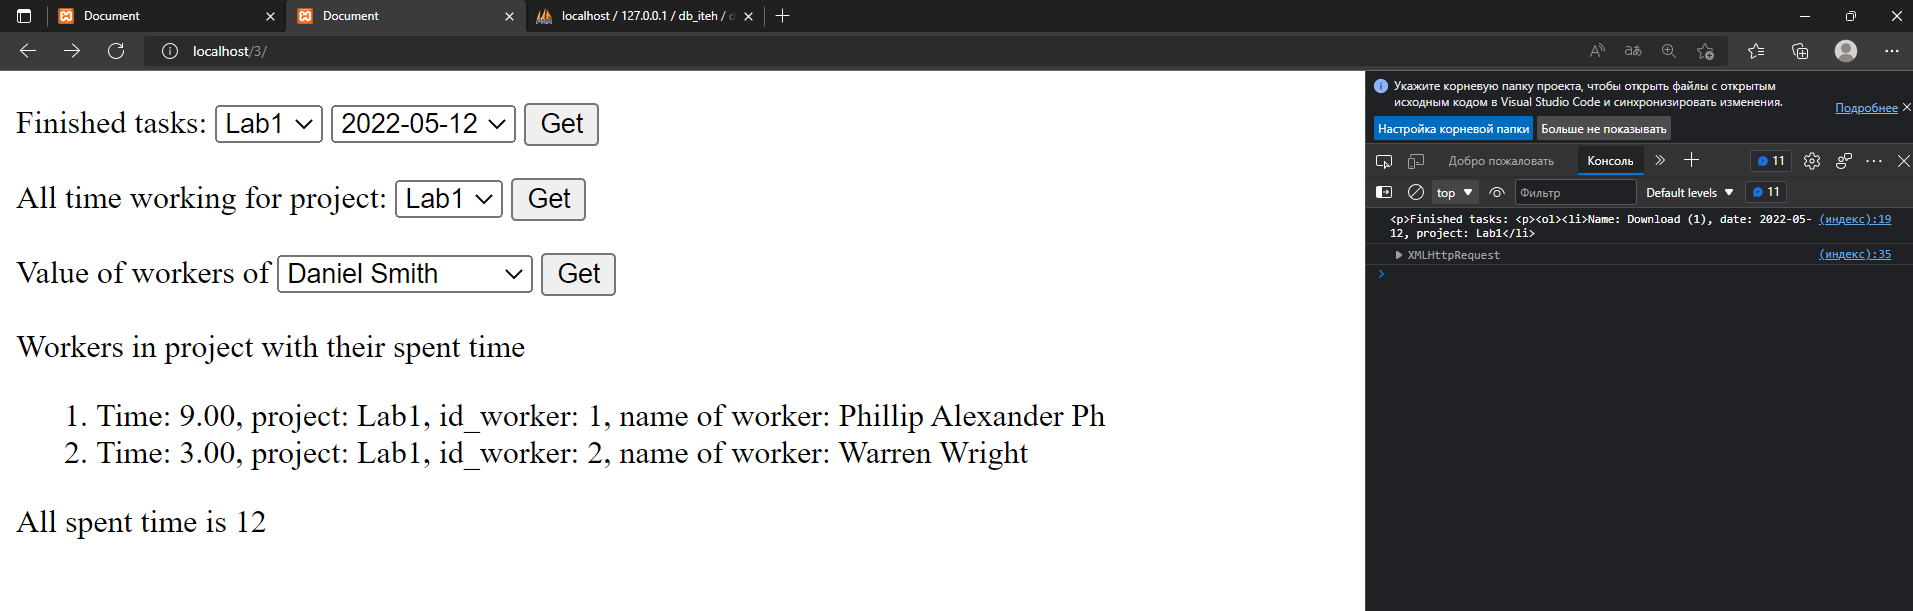 Document
Document
localhost / 127.0.0.1 / db_iteh /
localhost/3/
Finished tasks: Lab1 2022-05-12 Get
All time working for project: Lab1 Get
Value of workers of Daniel Smith Get
Workers in project with their spent time
1. Time: 9.00, project: Lab1, id_worker: 1, name of worker: Phillip Alexander Ph
2. Time: 3.00, project: Lab1, id_worker: 2, name of worker: Warren Wright
All spent time is 12
Укажите корневую папку проекта, чтобы открыть файлы с открытым
исходным кодом в Visual Studio Code и синхронизировать изменения.
Подробнее
Настройка корневой папки Больше не показывать
Добро пожаловать Консоль 11
top Фильтр Default levels 11
<p>Finished tasks: <p><ol><li>Name: Download (1), date: 2022-05- (индекс):19
12, project: Lab1</li>
XMLHttpRequest (индекс):35